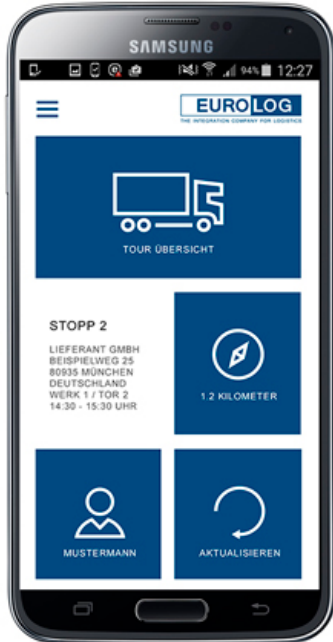 SAMSUNG
94% 12:27
EUROLOG
THE INTEGRATION COMPANY FOR LOGISTICS
TOUR ÜBERSICHT
STOPP 2
LIEFERANT GMBH
BEISPIELWEG 25
80935 MÜNCHEN
DEUTSCHLAND
WERK 1 / TOR 2
14:30 - 15:30 UHR
1.2 KILOMETER
MUSTERMANN
AKTUALISIEREN